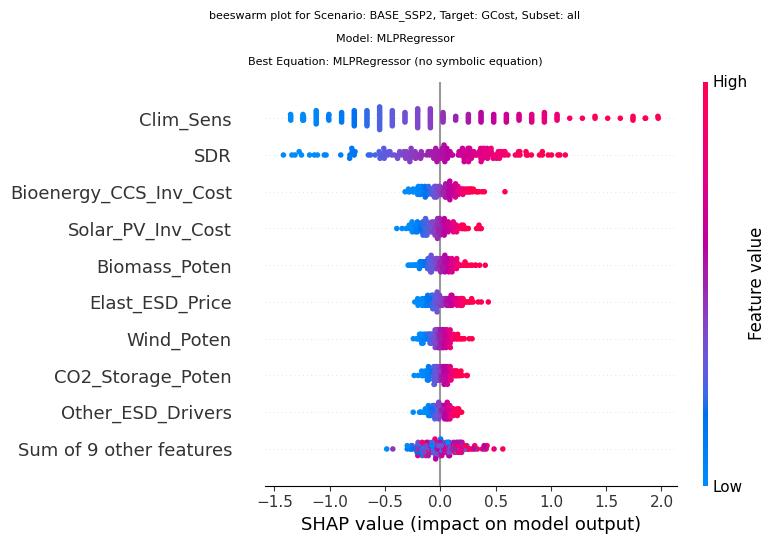 beeswarm plot for Scenario: BASE_SSP2, Target: GCost, Subset: all
Model: MLPRegressor
Best Equation: MLPRegressor (no symbolic equation)
High
Clim_Sens
SDR
Bioenergy_CCS_Inv_Cost
Solar_PV_Inv_Cost
Biomass_Poten
Elast_ESD_Price
Wind_Poten
CO2_Storage_Poten
Other_ESD_Drivers
Sum of 9 other features
Feature value
Low
−1.5 −1.0 −0.5 0.0 0.5 1.0 1.5 2.0
SHAP value (impact on model output)